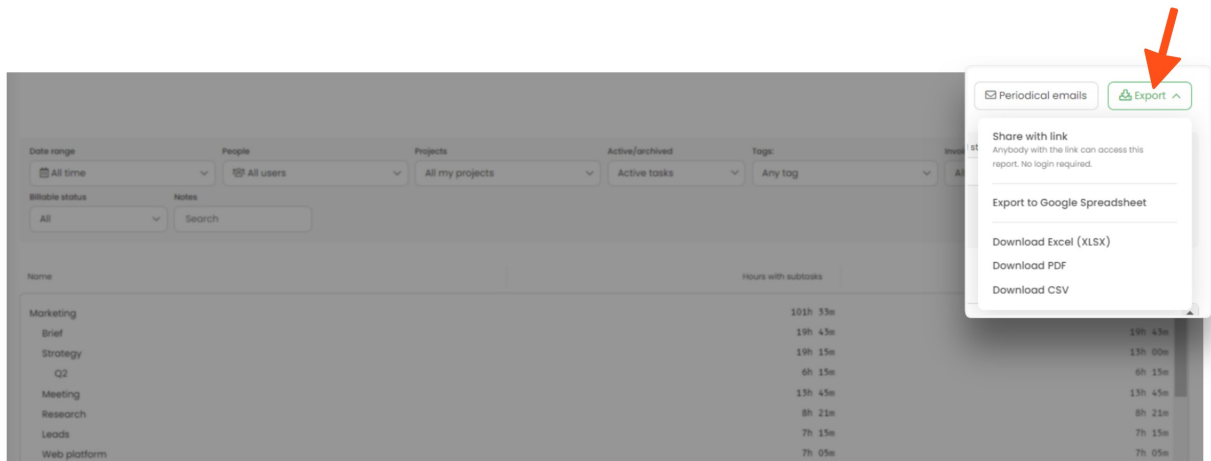 Periodical emails
Export
Share with link
Anybody with the link can access this
report. No login required.
Export to Google Spreadsheet
Download Excel (XLSX)
Download PDF
Download CSV
Date range People Projects Active/archived Tags: Invoi st
All time All users All my projects Active tasks Any tag All
Billable status Notes
All Search
Name Hours with subtasks
Marketing 101h 33m
Brief 19h 43m 19h 43m
Strategy 19h 15m 13h 00m
Q2 6h 15m 6h 15m
Meeting 13h 45m 13h 45m
Research 8h 21m 8h 21m
Leads 7h 15m 7h 15m
Web platform 7h 05m 7h 05m